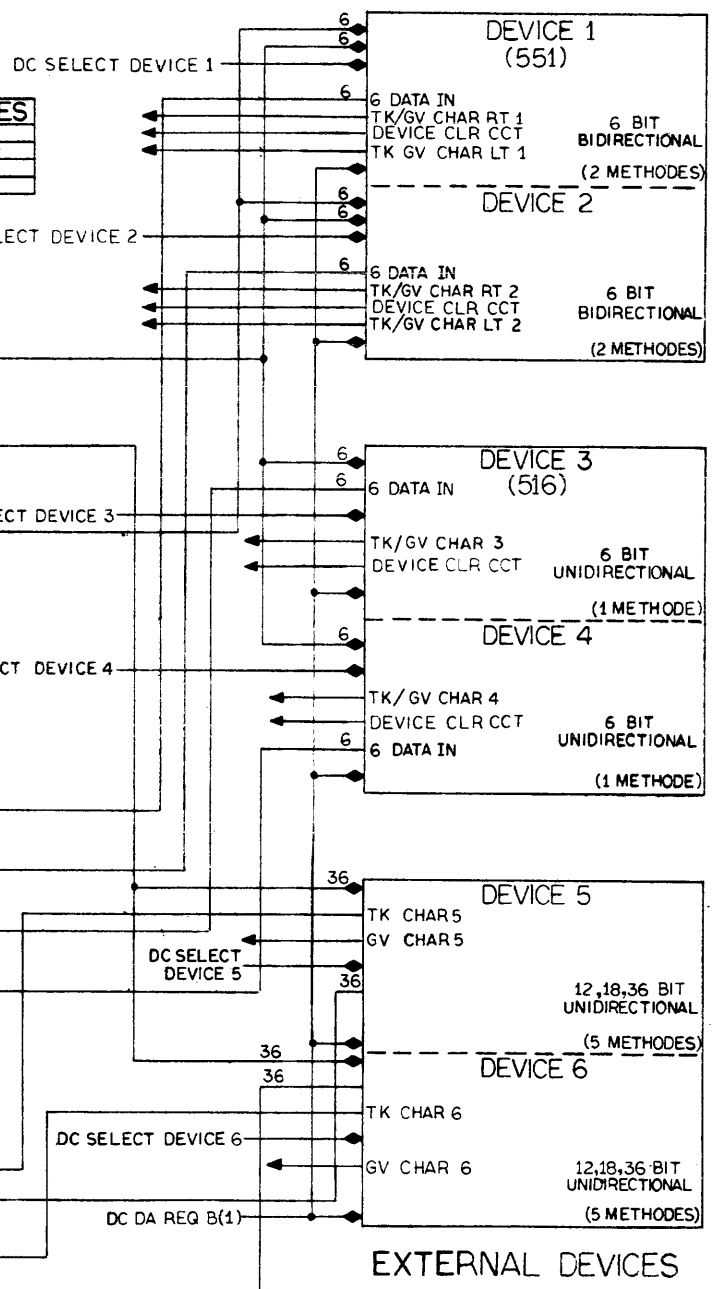 6
DEVICE 1
6
(551)
DC SELECT DEVICE 1
6
6 DATA IN
ES
TK/GV CHAR RT 1
6 BIT
DEVICE CLR CCT
BIDIRECTIONAL
TK GV CHAR LT 1
(2 METHODES)
6
DEVICE 2
6
LECT DEVICE 2
6
6 DATA IN
TK/GV CHAR RT 2
6 BIT
DEVICE CLR CCT
BIDIRECTIONAL
TK/GV CHAR LT 2
(2 METHODES)
6
DEVICE 3
6
6 DATA IN
(516)
ECT DEVICE 3
TK/GV CHAR 3
6 BIT
DEVICE CLR CCT
UNIDIRECTIONAL
(1 METHODE)
6
DEVICE 4
CT DEVICE 4
TK/GV CHAR 4
DEVICE CLR CCT
6 BIT
6
6 DATA IN
UNIDIRECTIONAL
(1 METHODE)
36
DEVICE 5
TK CHAR 5
GV CHAR 5
DC SELECT
DEVICE 5
36
12,18,36 BIT
UNIDIRECTIONAL
(5 METHODES)
36
DEVICE 6
36
TK CHAR 6
DC SELECT DEVICE 6
GV CHAR 6
12,18,36 BIT
UNIDIRECTIONAL
DC DA REQ B(1)
(5 METHODES)
EXTERNAL DEVICES